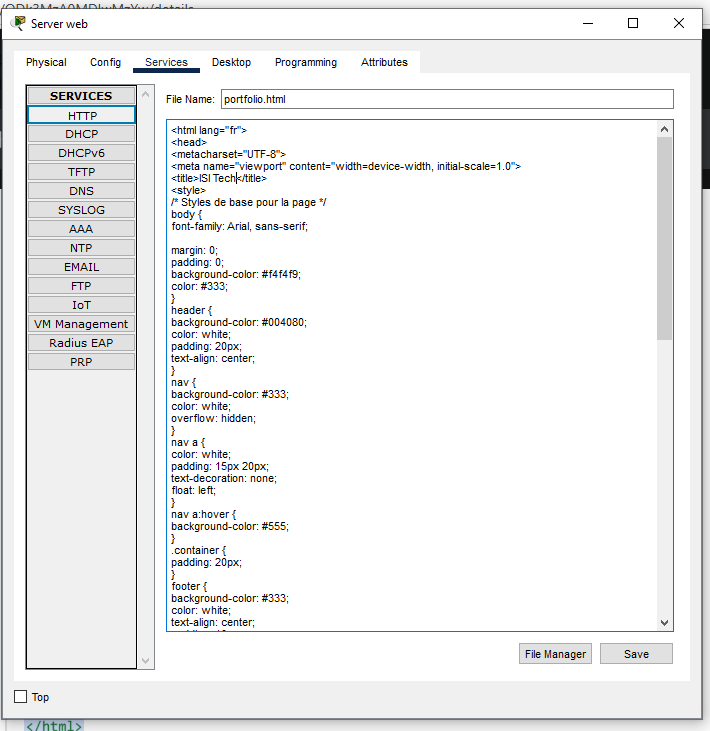 Server web
Physical
Config
Services
Desktop
Programming
Attributes
SERVICES
HTTP
DHCP
DHCPv6
TFTP
DNS
SYSLOG
AAA
NTP
EMAIL
FTP
IoT
VM Management
Radius EAP
PRP
File Name: portfolio.html
<html lang="fr">
<head>
<metacharset="UTF-8">
<meta name="viewport" content="width=device-width, initial-scale=1.0">
<title>ISI Tech</title>
<style>
/* Styles de base pour la page */
body {
font-family: Arial, sans-serif;
margin: 0;
padding: 0;
background-color: #f4f4f9;
color: #333;
}
header {
background-color: #004080;
color: white;
padding: 20px;
text-align: center;
}
nav {
background-color: #333;
color: white;
overflow: hidden;
}
nav a {
color: white;
padding: 15px 20px;
text-decoration: none;
float: left;
}
nav a:hover {
background-color: #555;
}
.container {
padding: 20px;
}
footer {
background-color: #333;
color: white;
text-align: center;
File Manager
Save
Top
</html>